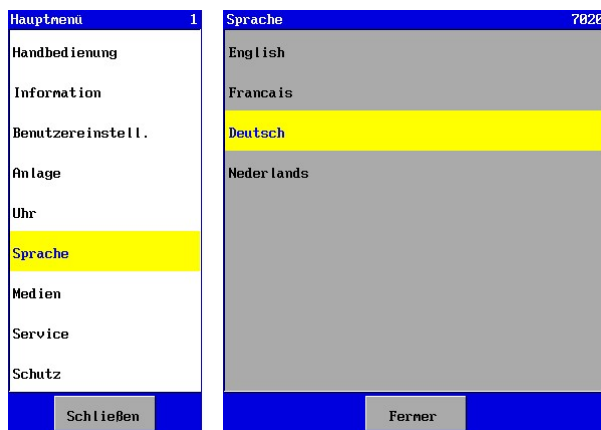 Hauptmenü 1
Handbedienung
Information
Benutzereinstell.
Anlage
Uhr
Sprache
Medien
Service
Schutz
Schließen
Sprache 7020
English
Francais
Deutsch
Nederlands
Fermer